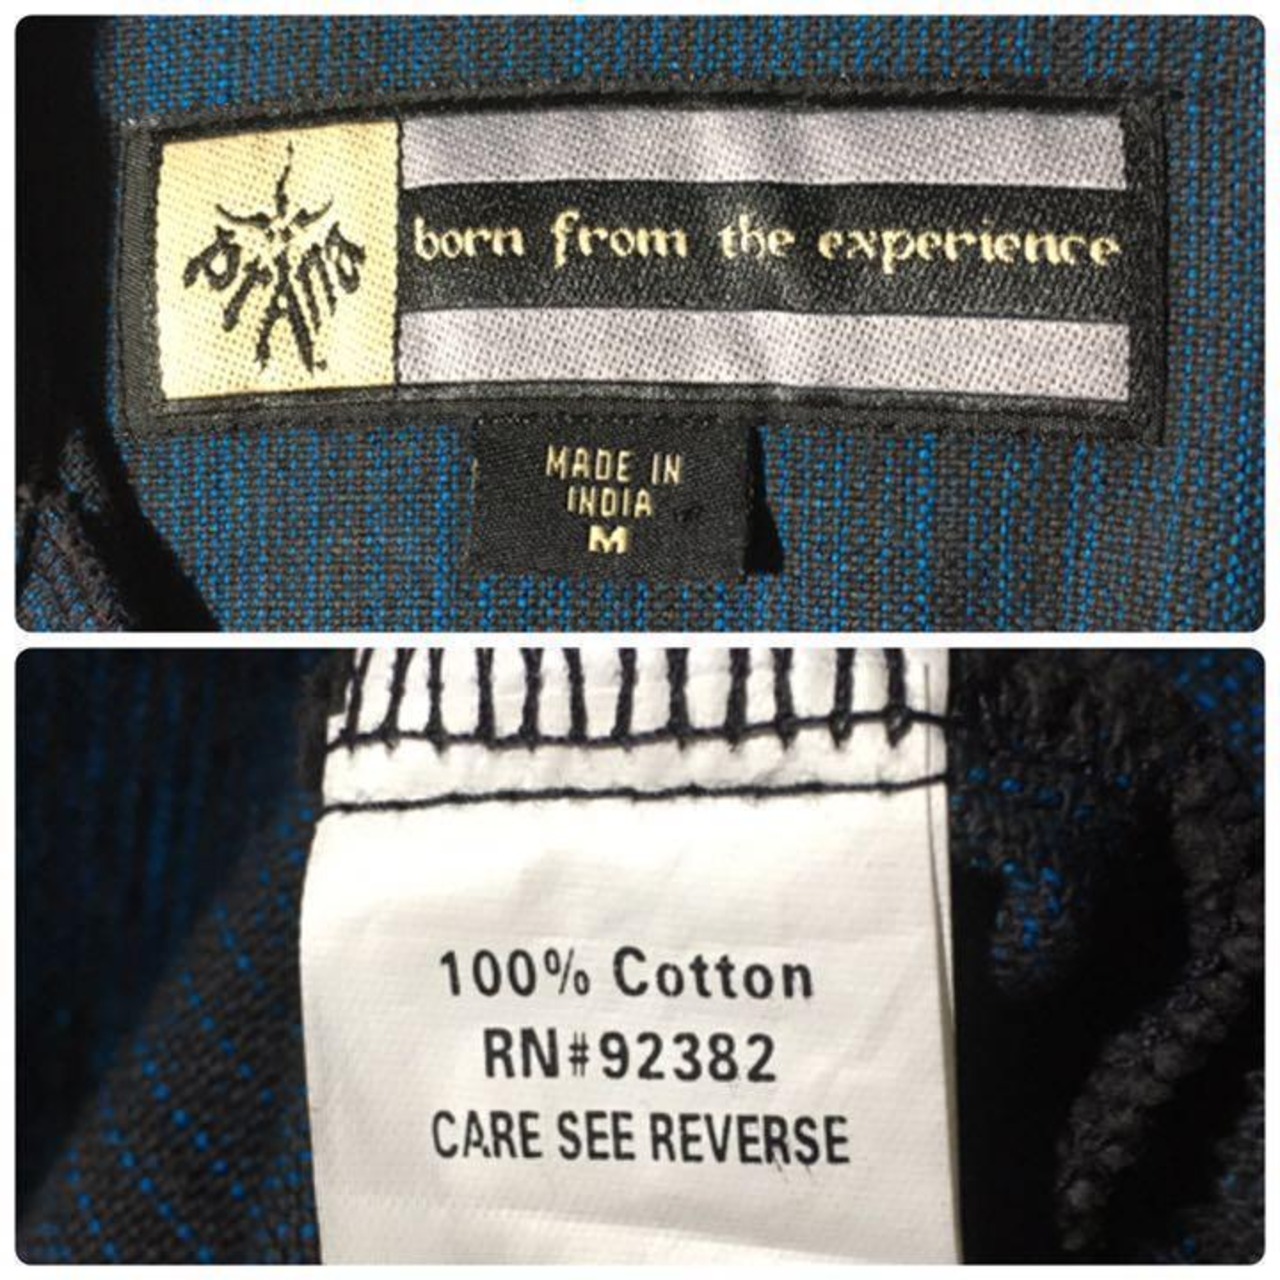 prAna
born from the experience
MADE IN
INDIA
M
100% Cotton
RN#92382
CARE SEE REVERSE